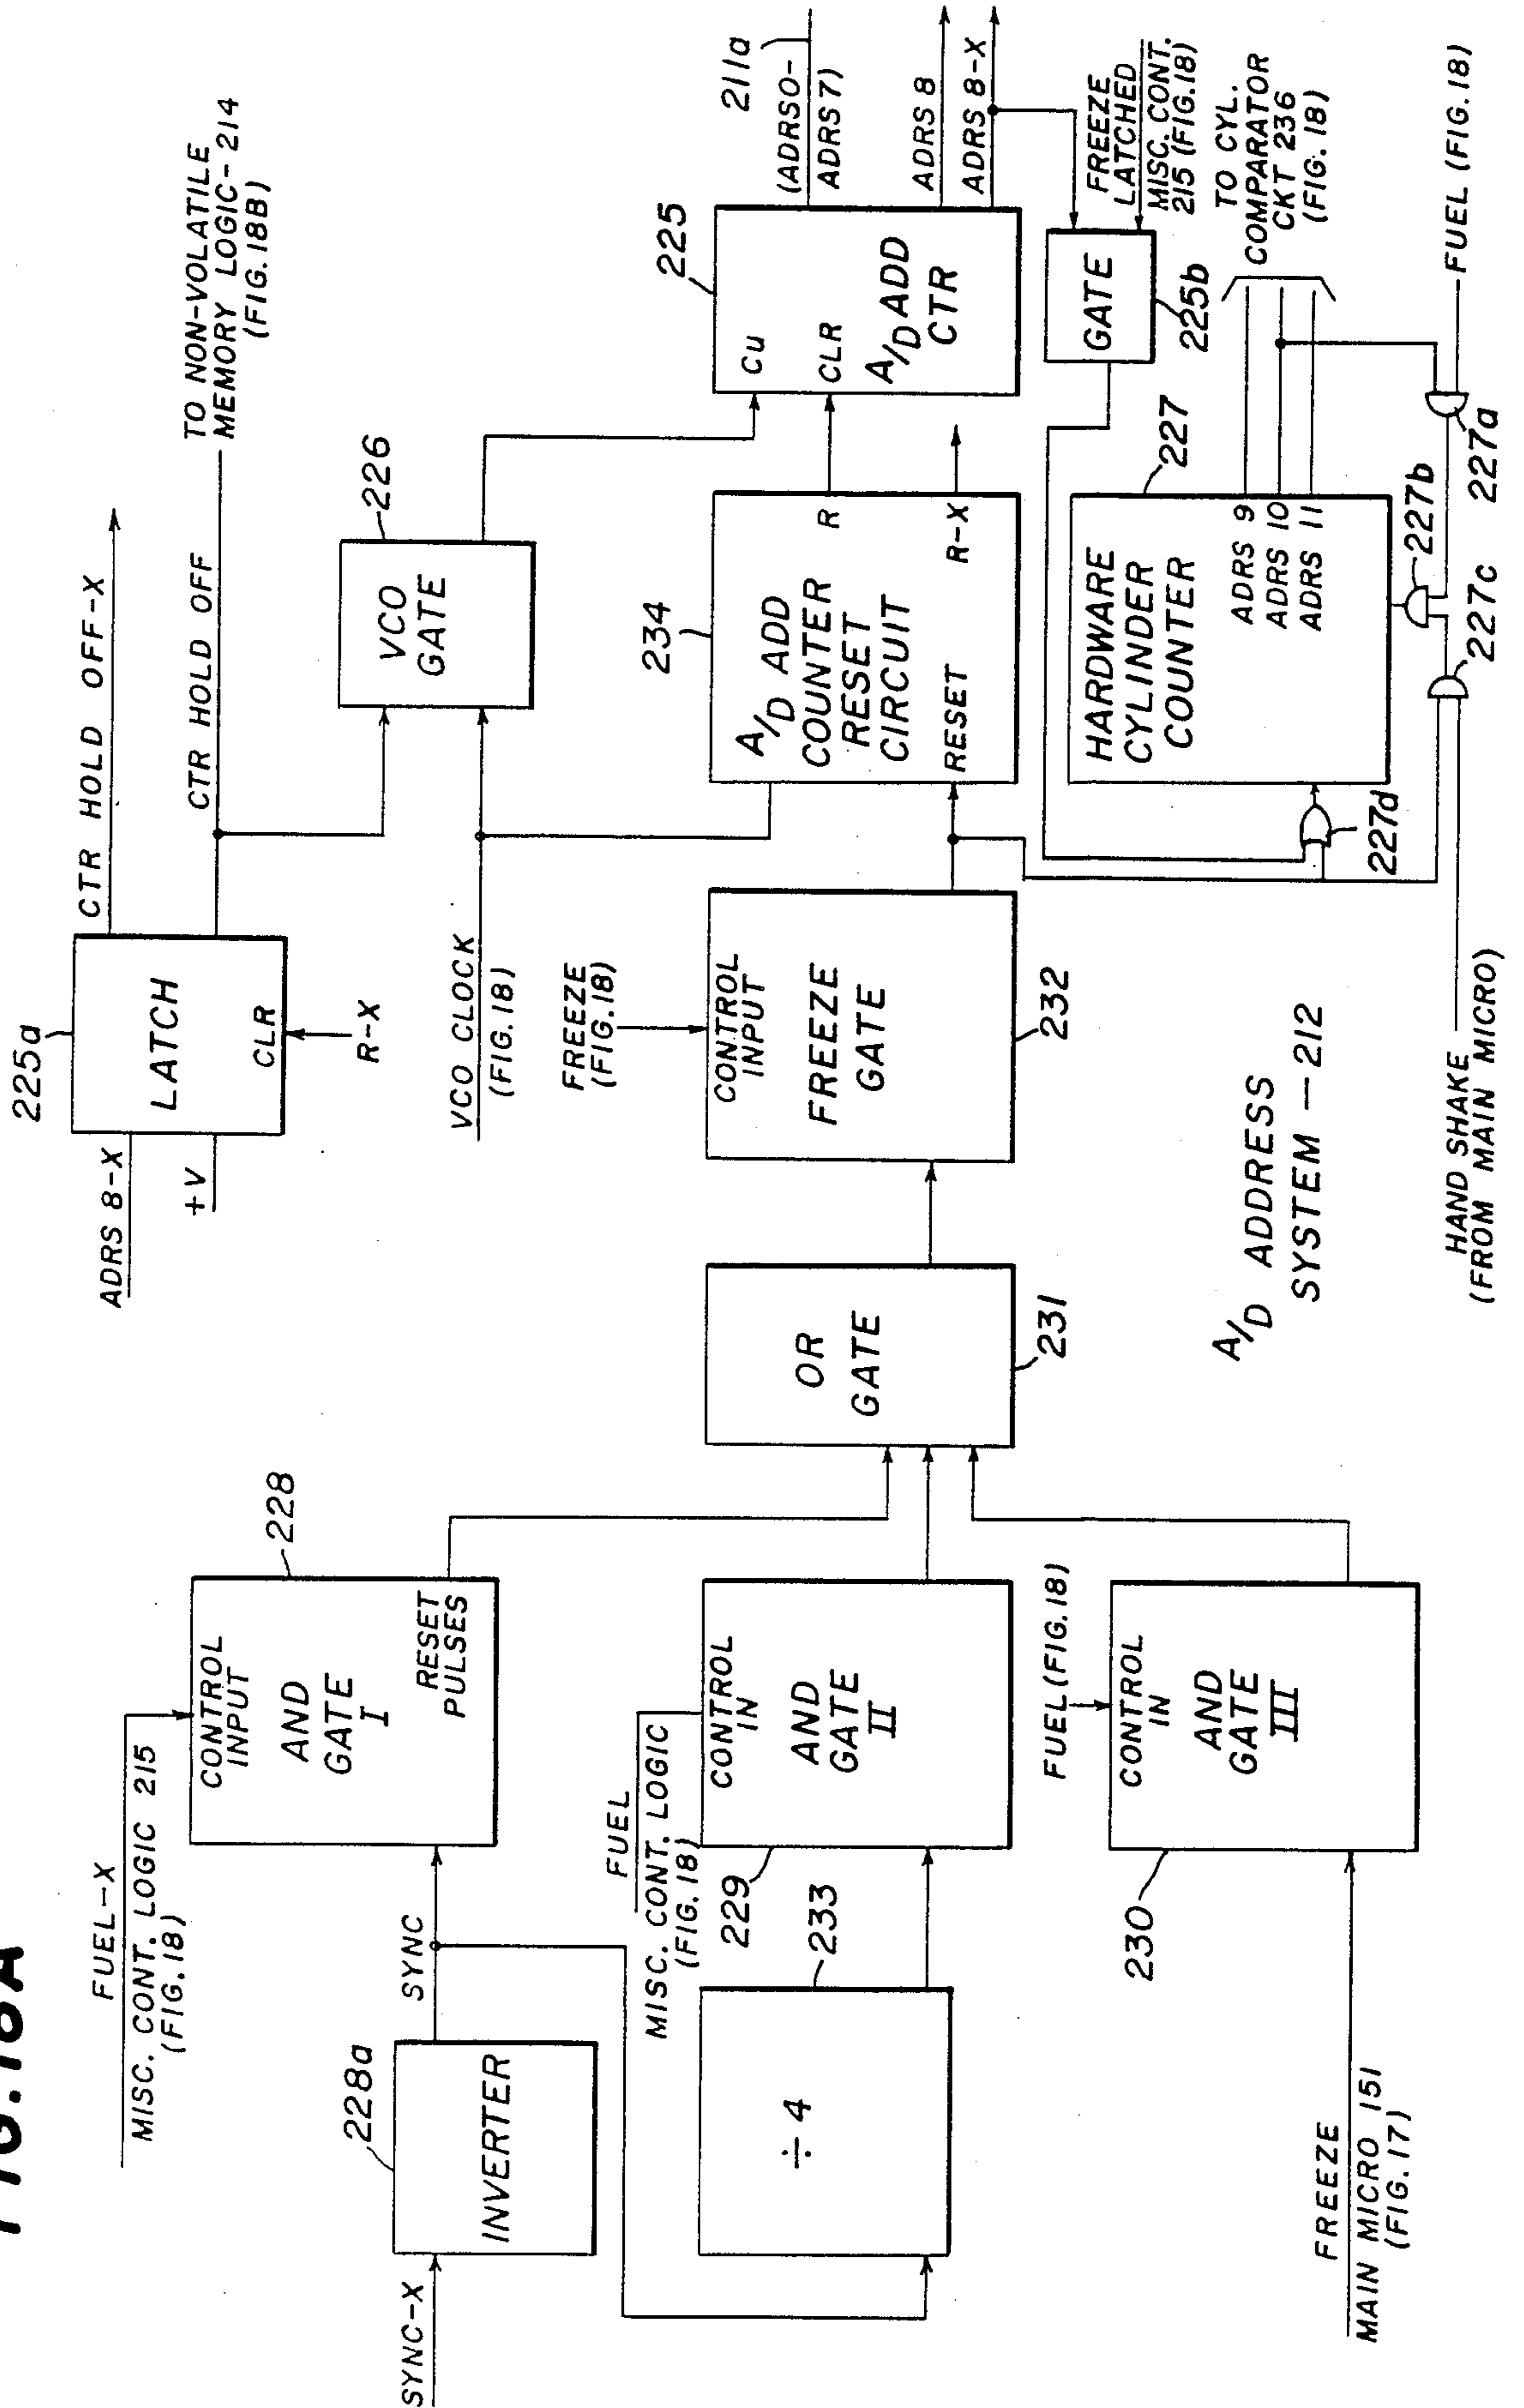 FIG. 18A
FUEL-X
MISC. CONT. LOGIC 215
(FIG. 18)
228
CONTROL
INPUT
AND
GATE
I
RESET
PULSES
SYNC-X
228a
INVERTER
SYNC
FUEL
MISC. CONT. LOGIC
(FIG. 18)
229
CONTROL
IN
AND
GATE
II
233
÷ 4
FUEL (FIG. 18)
CONTROL
IN
AND
GATE
III
230
FREEZE
MAIN MICRO 151
(FIG. 17)
OR
GATE
231
225a
ADRS 8-X
+V
LATCH
CLR
R-X
CTR HOLD OFF-X
CTR HOLD OFF
TO NON-VOLATILE
MEMORY LOGIC-214
(FIG. 18B)
VCO CLOCK
(FIG. 18)
226
VCO
GATE
FREEZE
(FIG. 18)
CONTROL
INPUT
FREEZE
GATE
232
234
A/D ADD
COUNTER
RESET
CIRCUIT
RESET
R
R-X
225
Cu
CLR
A/D ADD
CTR
211a
(ADRS0-
ADRS7)
ADRS 8
ADRS 8-X
FREEZE
LATCHED
MISC. CONT.
215 (FIG. 18)
GATE
225b
HARDWARE
CYLINDER
COUNTER
227
ADRS 9
ADRS 10
ADRS 11
TO CYL.
COMPARATOR
CKT 236
(FIG. 18)
227d
227b
227c
227a
FUEL (FIG. 18)
HAND SHAKE
(FROM MAIN MICRO)
A/D ADDRESS
SYSTEM - 212